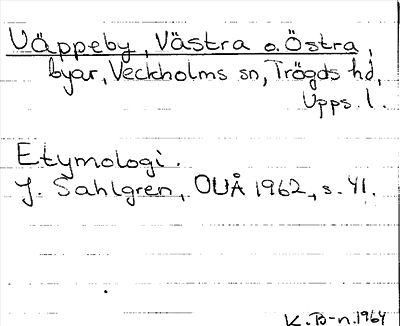 Väppeby, Västra o. Östra,
byar, Veckholms sn, Trögds hd,
Upps. l.
Etymologi.
J. Sahlgren, OUÅ 1962, s. 41.
K. B-n. 1964